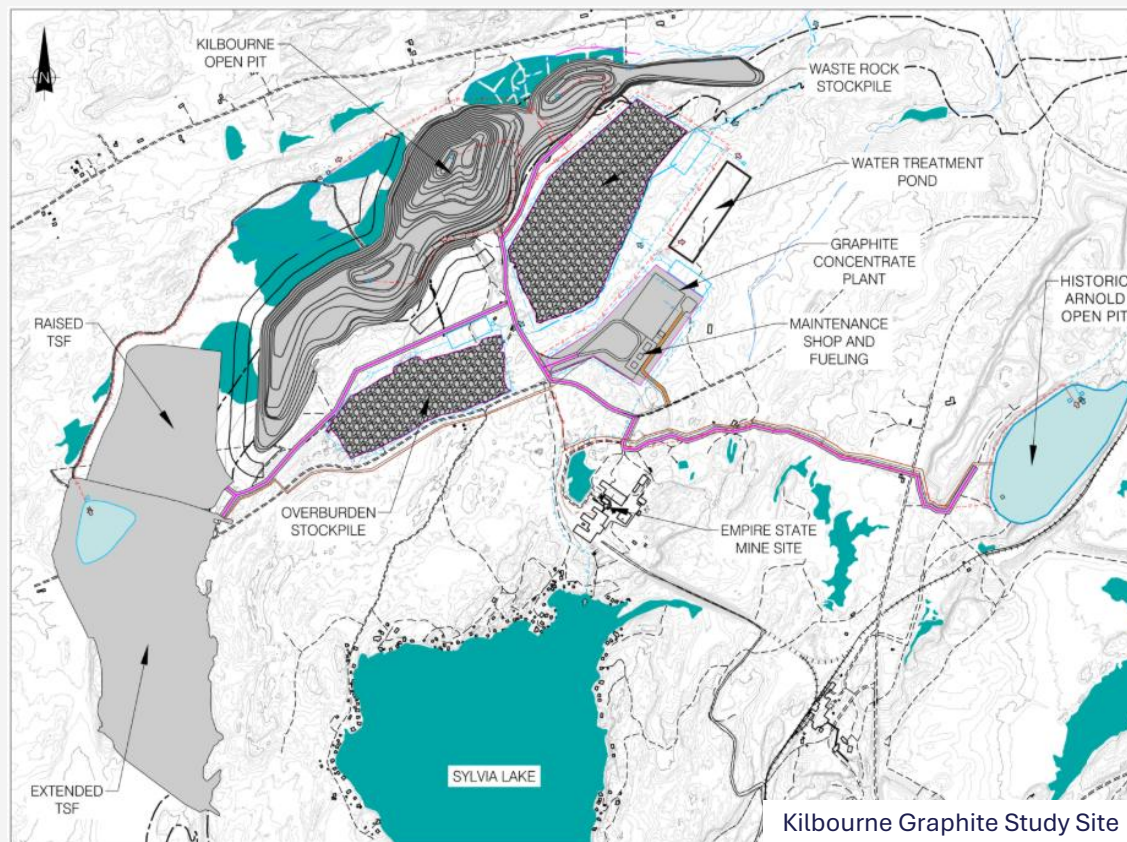 N
KILBOURNE
OPEN PIT
WASTE ROCK
STOCKPILE
WATER TREATMENT
POND
GRAPHITE
CONCENTRATE
PLANT
HISTORIC
ARNOLD
OPEN PIT
MAINTENANCE
SHOP AND
FUELING
RAISED
TSF
OVERBURDEN
STOCKPILE
EMPIRE STATE
MINE SITE
EXTENDED
TSF
SYLVIA LAKE
Kilbourne Graphite Study Site